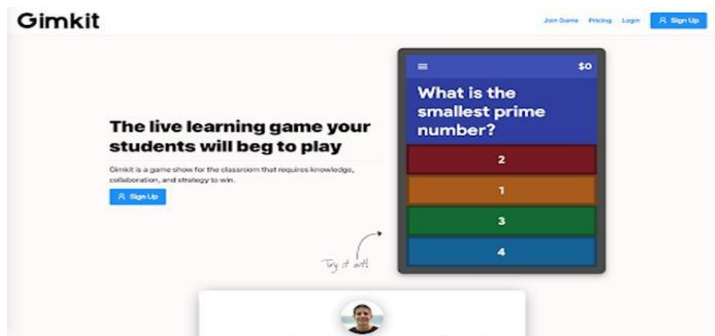 Gimkit
Join Game Pricing Login Sign Up
$0
What is the
smallest prime
number?
2
1
3
4
The live learning game your
students will beg to play
Gimkit is a game show for the classroom that requires knowledge,
collaboration, and strategy to win.
Sign Up
Try it out!